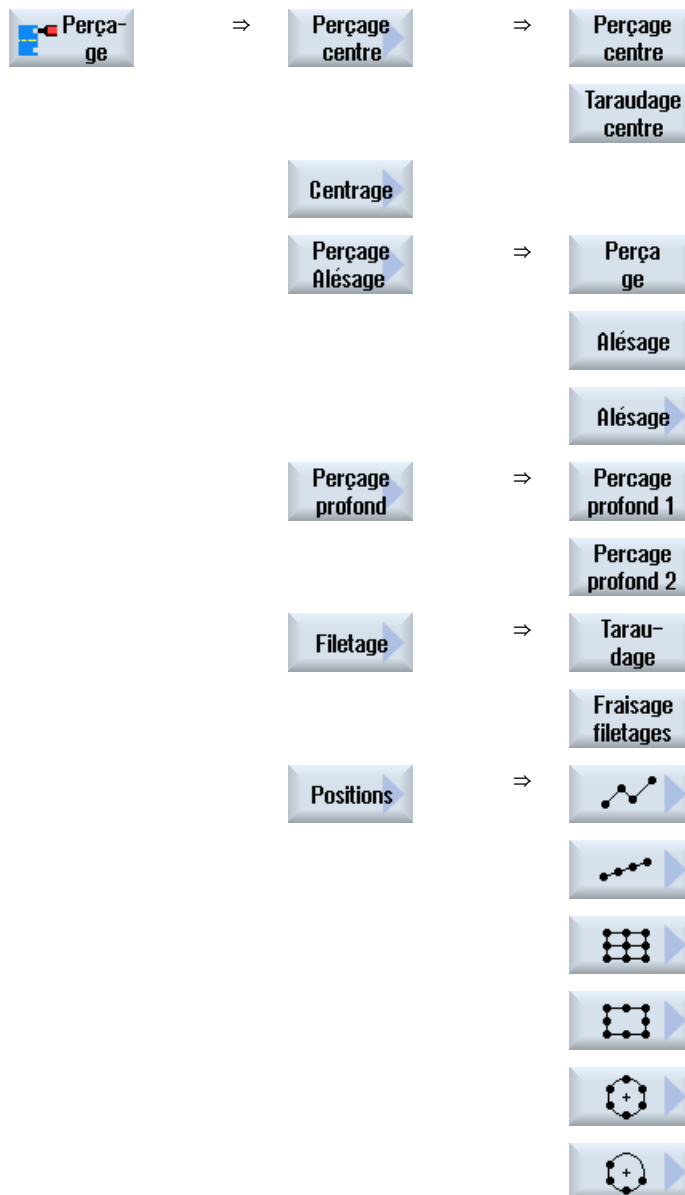 Perça-
ge
⇒
Perçage
centre
⇒
Perçage
centre
Taraudage
centre
Centrage
Perçage
Alésage
⇒
Perça
ge
Alésage
Alésage
Perçage
profond
⇒
Percage
profond 1
Percage
profond 2
Filetage
⇒
Tarau-
dage
Fraisage
filetages
Positions
⇒